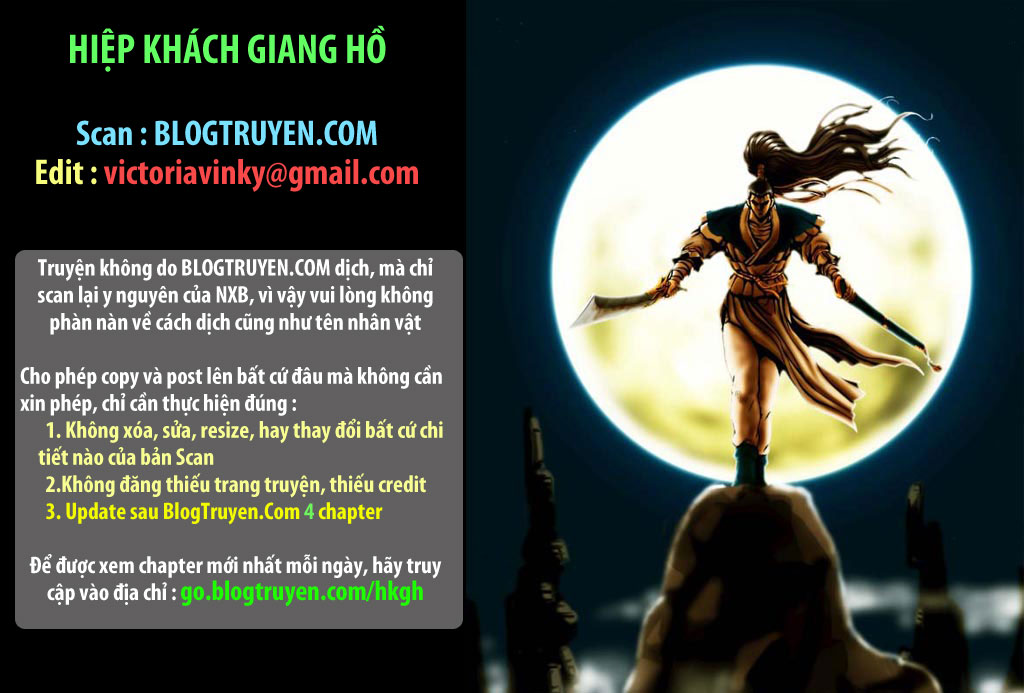 HIỆP KHÁCH GIANG HỒ
Scan : BLOGTRUYEN.COM
Edit : victoriavinky@gmail.com
Truyện không do BLOGTRUYEN.COM dịch, mà chỉ
scan lại y nguyên của NXB, vì vậy vui lòng không
phàn nàn về cách dịch cũng như tên nhân vật
Cho phép copy và post lên bất cứ đâu mà không cần
xin phép, chỉ cần thực hiện đúng :
1. Không xóa, sửa, resize, hay thay đổi bất cứ chi
tiết nào của bản Scan
2.Không đăng thiếu trang truyện, thiếu credit
3. Update sau BlogTruyen.Com 4 chapter
Để được xem chapter mới nhất mỗi ngày, hãy truy
cập vào địa chỉ : go.blogtruyen.com/hkgh